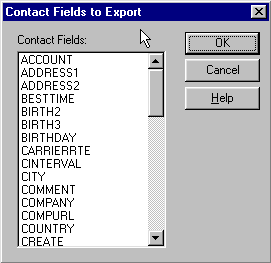 Contact Fields to Export
Contact Fields:
ACCOUNT
ADDRESS1
ADDRESS2
BESTTIME
BIRTH2
BIRTH3
BIRTHDAY
CARRIERRTE
CINTERVAL
CITY
COMMENT
COMPANY
COMPURL
COUNTRY
CREATE
OK
Cancel
Help